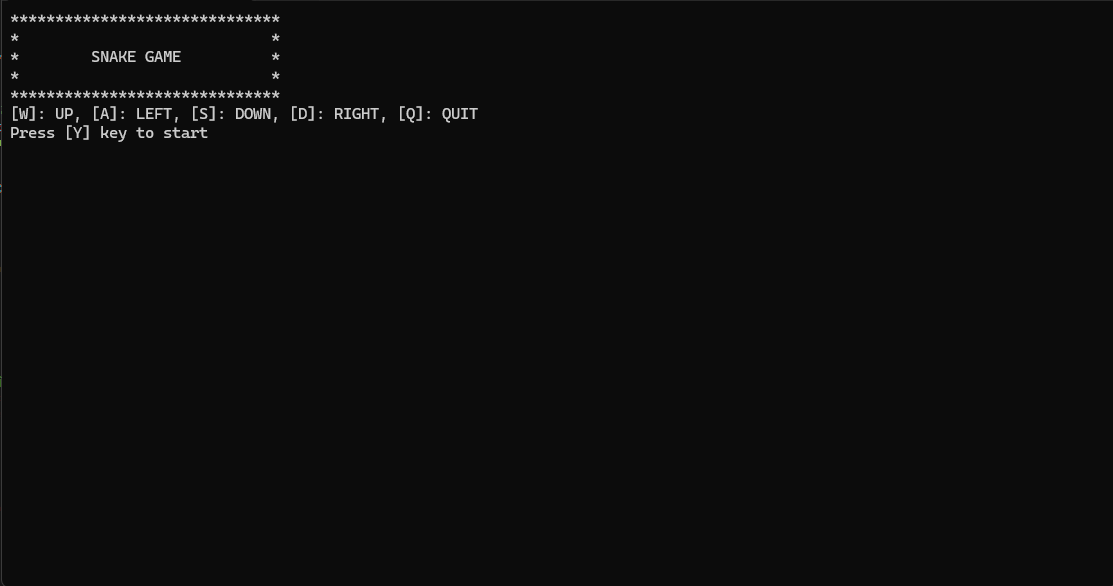 ******************************
*                            *
*        SNAKE GAME          *
*                            *
******************************
[W]: UP, [A]: LEFT, [S]: DOWN, [D]: RIGHT, [Q]: QUIT
Press [Y] key to start